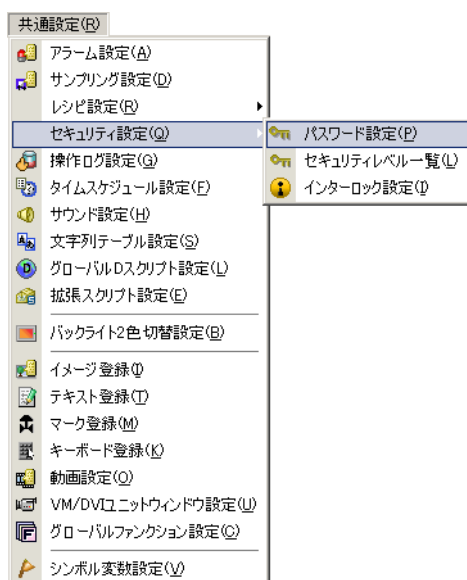 共通設定(R)
アラーム設定(A)
サンプリング設定(D)
レシピ設定(R)
セキュリティ設定(Q)
パスワード設定(P)
セキュリティレベル一覧(L)
インターロック設定(I)
操作ログ設定(G)
タイムスケジュール設定(F)
サウンド設定(H)
文字列テーブル設定(S)
グローバルDスクリプト設定(L)
拡張スクリプト設定(E)
バックライト2色切替設定(B)
イメージ登録(I)
テキスト登録(T)
マーク登録(M)
キーボード登録(K)
動画設定(O)
VM/DVIユニットウィンドウ設定(U)
グローバルファンクション設定(C)
シンボル変数設定(V)